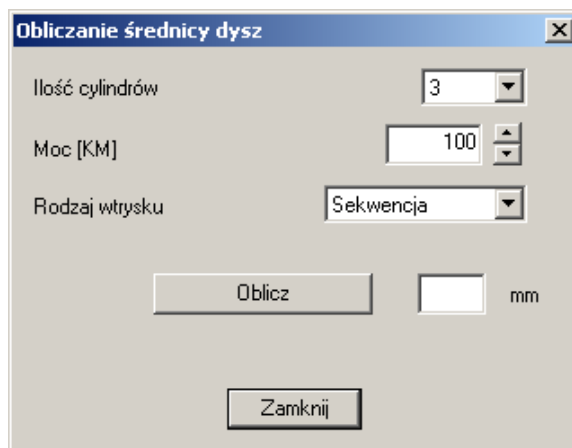 Obliczanie średnicy dysz
Ilość cylindrów 3
Moc [KM] 100
Rodzaj wtrysku Sekwencja
Oblicz mm
Zamknij